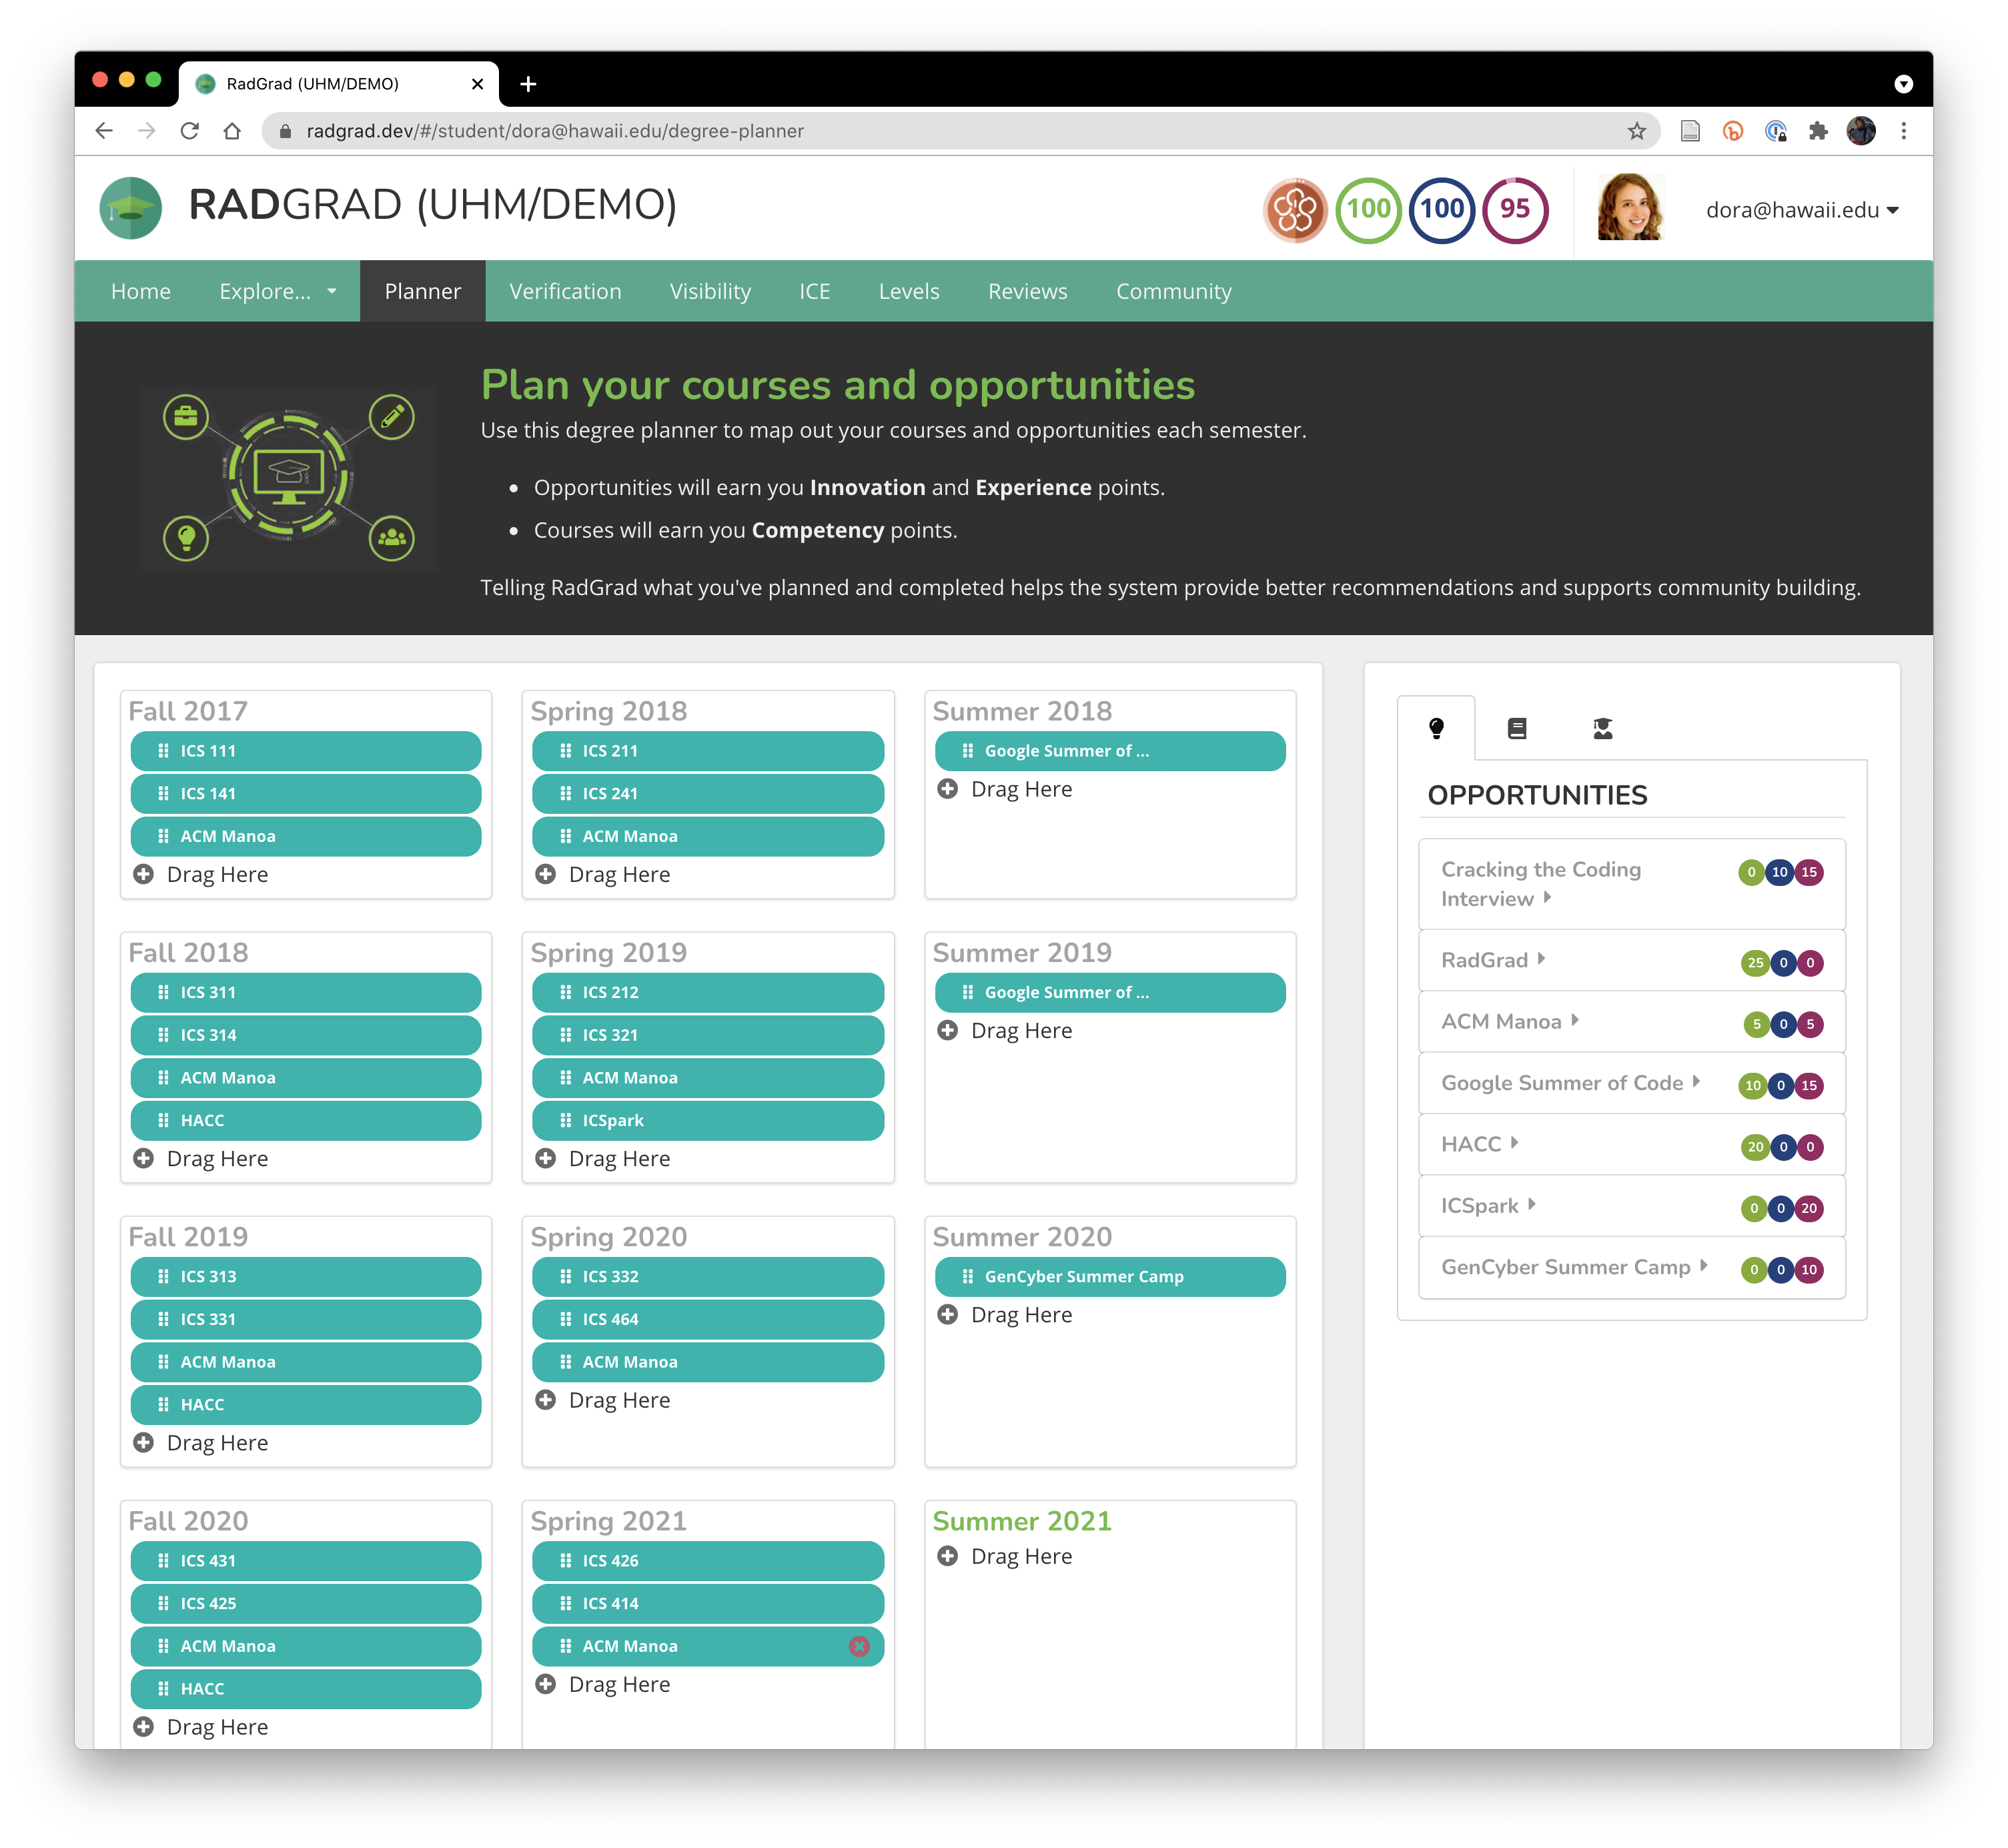 RadGrad (UHM/DEMO)
radgrad.dev/#/student/dora@hawaii.edu/degree-planner
RADGRAD (UHM/DEMO)
100
100
95
dora@hawaii.edu
Home
Explore...
Planner
Verification
Visibility
ICE
Levels
Reviews
Community
Plan your courses and opportunities
Use this degree planner to map out your courses and opportunities each semester.
• Opportunities will earn you Innovation and Experience points.
• Courses will earn you Competency points.
Telling RadGrad what you've planned and completed helps the system provide better recommendations and supports community building.
Fall 2017
ICS 111
ICS 141
ACM Manoa
Drag Here
Spring 2018
ICS 211
ICS 241
ACM Manoa
Drag Here
Summer 2018
Google Summer of ...
Drag Here
Fall 2018
ICS 311
ICS 314
ACM Manoa
HACC
Drag Here
Spring 2019
ICS 212
ICS 321
ACM Manoa
ICSpark
Drag Here
Summer 2019
Google Summer of ...
Drag Here
Fall 2019
ICS 313
ICS 331
ACM Manoa
HACC
Drag Here
Spring 2020
ICS 332
ICS 464
ACM Manoa
Drag Here
Summer 2020
GenCyber Summer Camp
Drag Here
Fall 2020
ICS 431
ICS 425
ACM Manoa
HACC
Drag Here
Spring 2021
ICS 426
ICS 414
ACM Manoa
Drag Here
Summer 2021
Drag Here
OPPORTUNITIES
Cracking the Coding
Interview
0 10 15
RadGrad
25 0 0
ACM Manoa
5 0 5
Google Summer of Code
10 0 15
HACC
20 0 0
ICSpark
0 0 20
GenCyber Summer Camp
0 0 10